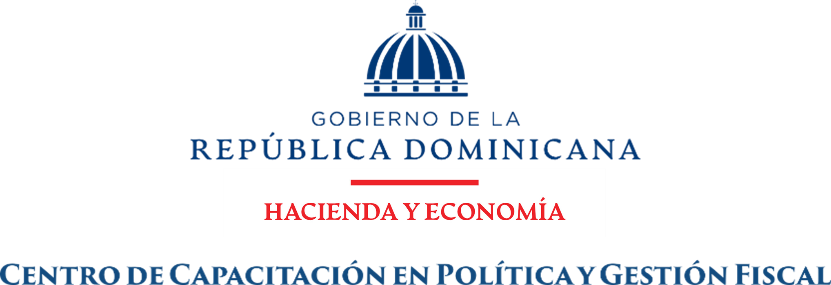 GOBIERNO DE LA
REPÚBLICA DOMINICANA
HACIENDA Y ECONOMÍA
CENTRO DE CAPACITACIÓN EN POLÍTICA Y GESTIÓN FISCAL